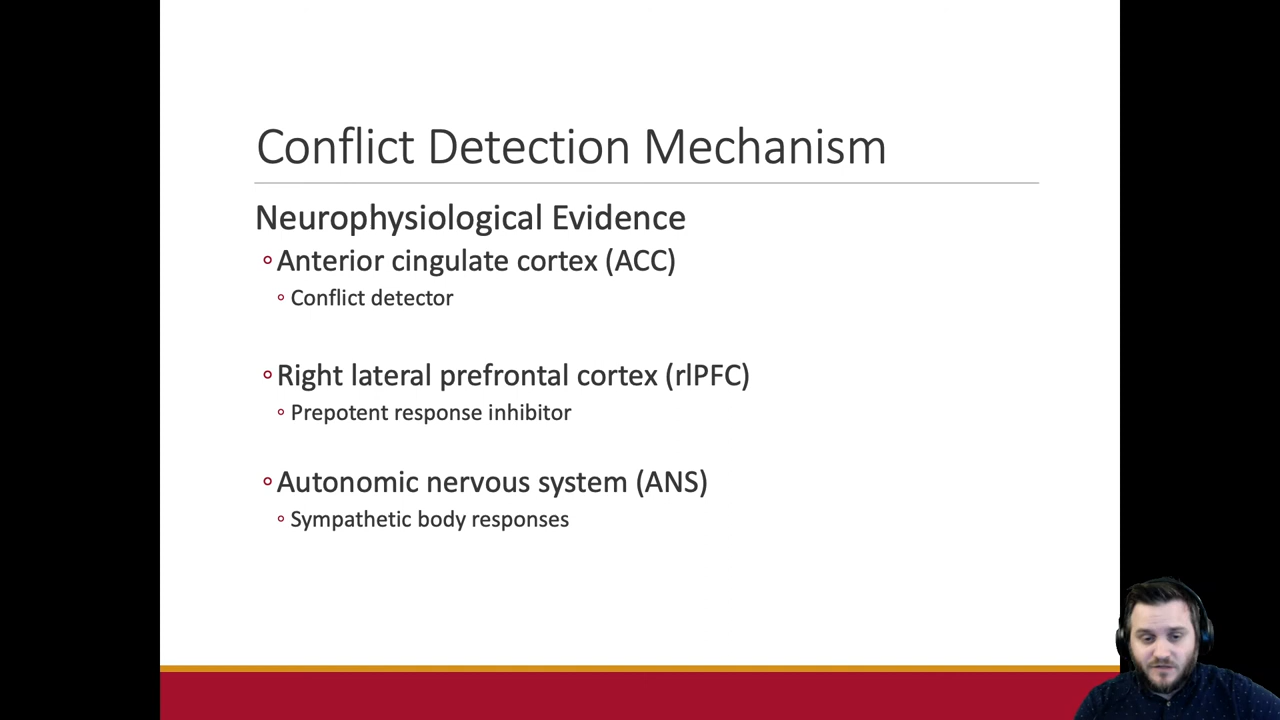 Conflict Detection Mechanism
Neurophysiological Evidence
◦ Anterior cingulate cortex (ACC)
◦ Conflict detector
◦ Right lateral prefrontal cortex (rlPFC)
◦ Prepotent response inhibitor
◦ Autonomic nervous system (ANS)
◦ Sympathetic body responses